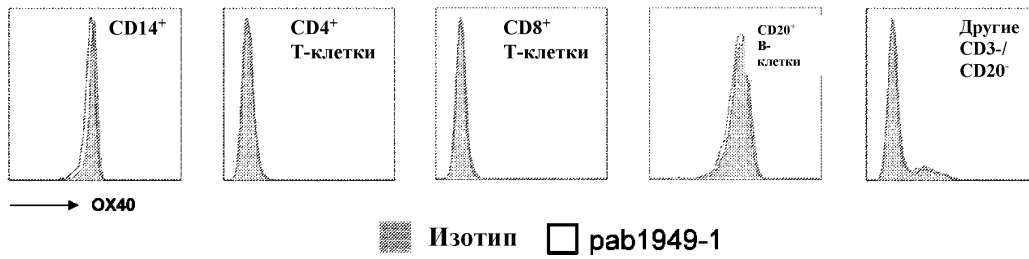 CD14⁺
CD4⁺
Т-клетки
CD8⁺
Т-клетки
CD20⁺
В-
клетки
Другие
CD3-/
CD20⁻
OX40
Изотип
pab1949-1